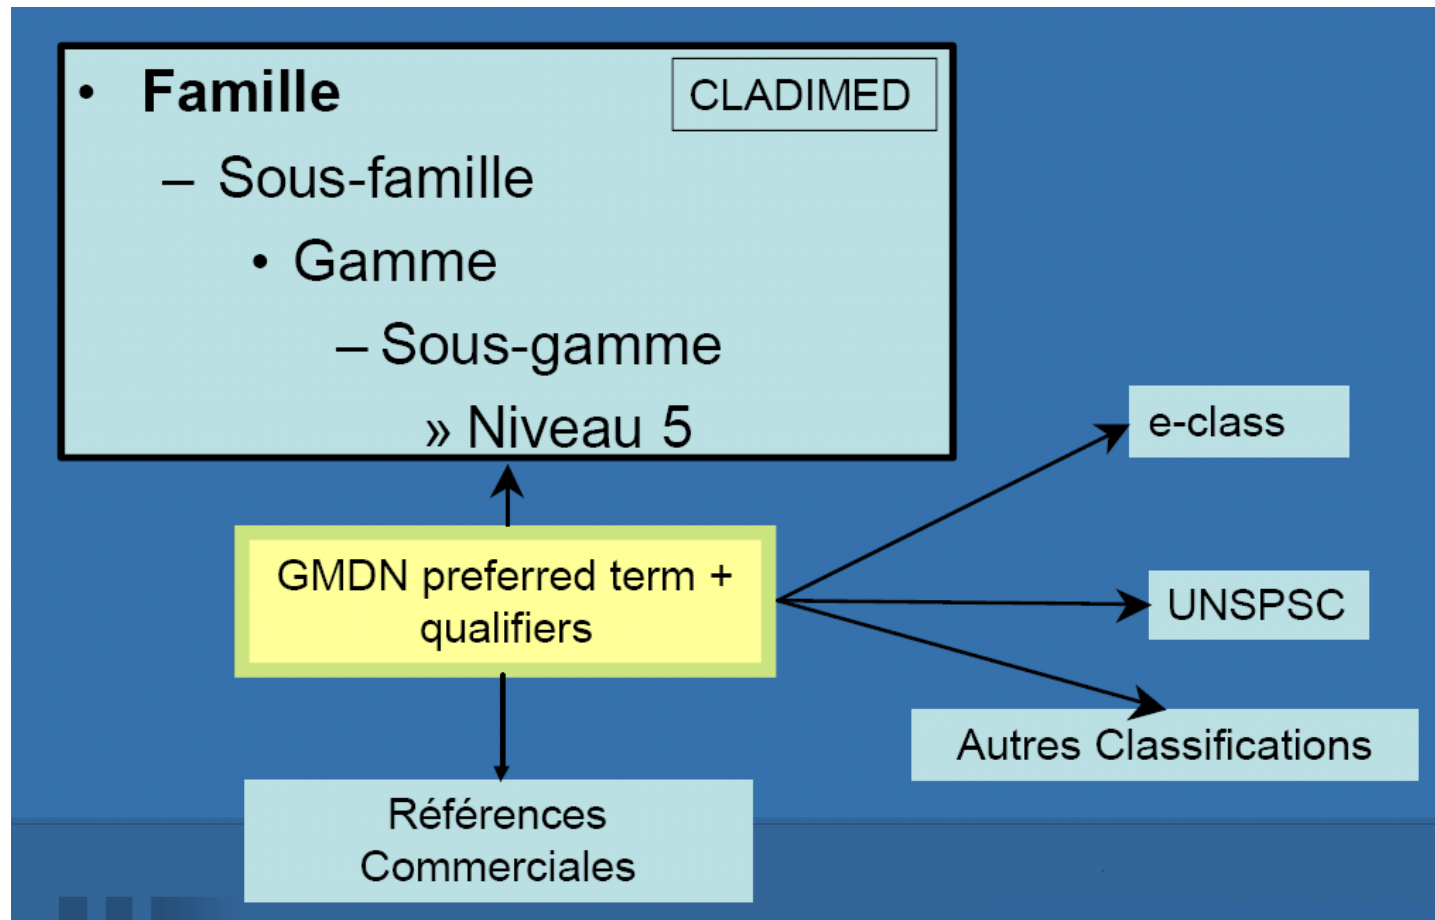 • Famille
CLADIMED
– Sous-famille
• Gamme
– Sous-gamme
» Niveau 5
e-class
GMDN preferred term +
qualifiers
UNSPSC
Autres Classifications
Références
Commerciales